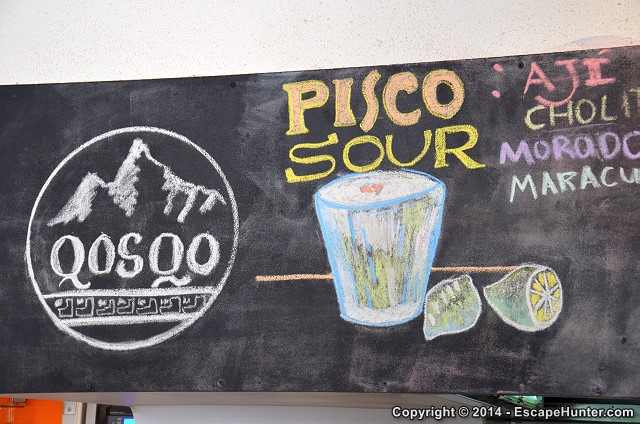 PISCO
SOUR
: AJÍ
CHOLIT
MORADO
MARACU
QOSQO
Copyright © 2014 - EscapeHunter.com